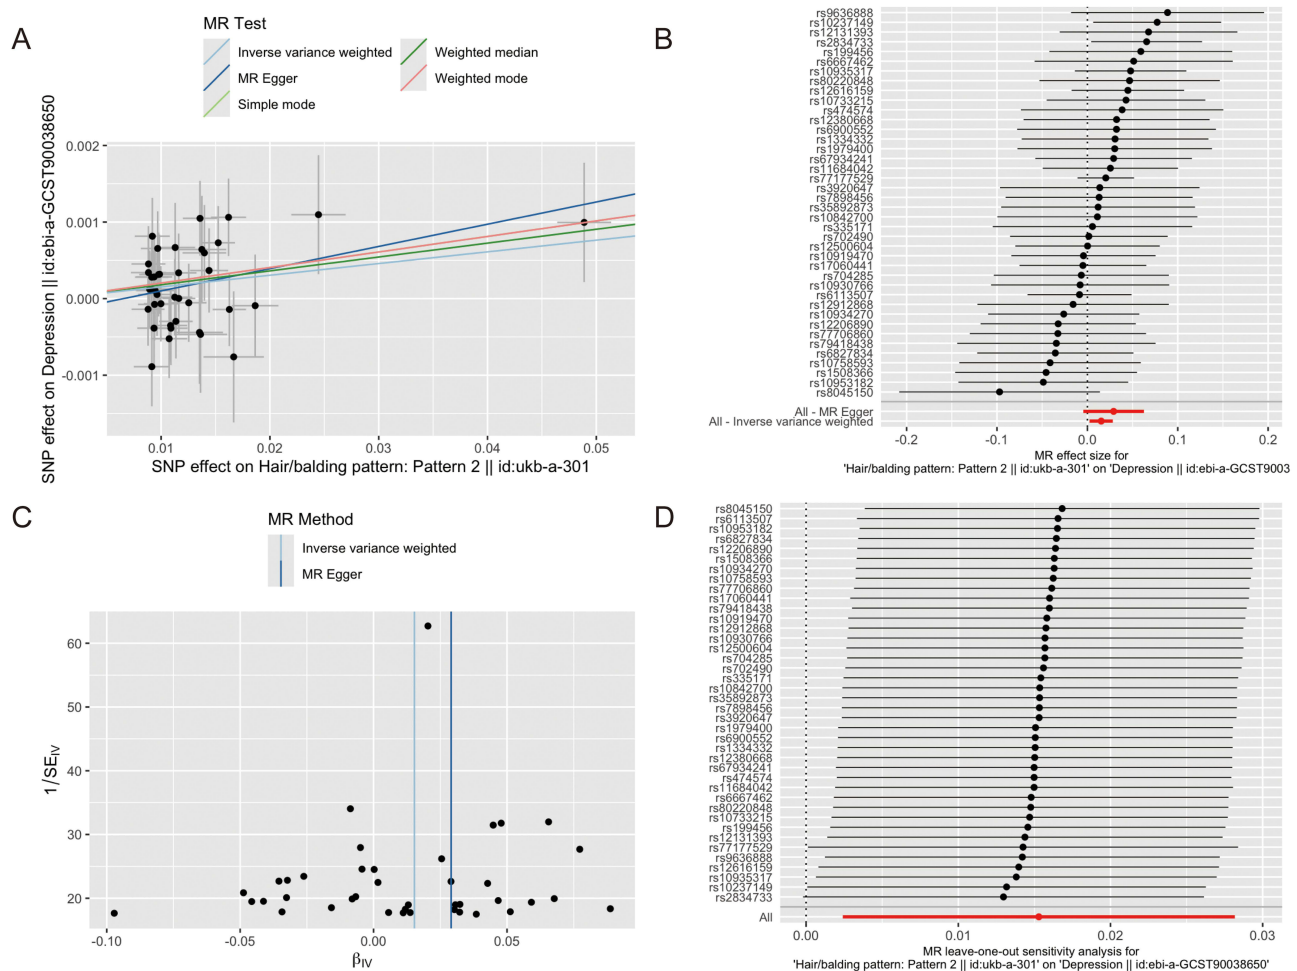 A
MR Test
Inverse variance weighted
MR Egger
Simple mode
Weighted median
Weighted mode
SNP effect on Depression || id:ebi-a-GCST90038650
0.002
0.001
0.000
-0.001
0.01
0.02
0.03
0.04
0.05
SNP effect on Hair/balding pattern: Pattern 2 || id:ukb-a-301
B
rs9636888
rs10237149
rs12131393
rs2834733
rs199456
rs6667462
rs10935317
rs80220848
rs12616159
rs10733215
rs474574
rs12380668
rs6900552
rs1334332
rs1979400
rs67934241
rs11684042
rs77177529
rs3920647
rs7898456
rs35892873
rs10842700
rs335171
rs702490
rs12500604
rs10919470
rs17060441
rs704285
rs10930766
rs6113507
rs12912868
rs10934270
rs12206890
rs77706860
rs79418438
rs6827834
rs10758593
rs1508366
rs10953182
rs8045150
All - MR Egger
All - Inverse variance weighted
-0.2
-0.1
0.0
0.1
0.2
MR effect size for
'Hair/balding pattern: Pattern 2 || id:ukb-a-301' on 'Depression || id:ebi-a-GCST9003
C
MR Method
Inverse variance weighted
MR Egger
1/SEIV
60
50
40
30
20
-0.10
-0.05
0.00
0.05
βIV
D
rs8045150
rs6113507
rs10953182
rs6827834
rs12206890
rs1508366
rs10934270
rs10758593
rs77706860
rs17060441
rs79418438
rs10919470
rs12912868
rs10930766
rs12500604
rs704285
rs702490
rs335171
rs10842700
rs35892873
rs7898456
rs3920647
rs1979400
rs6900552
rs1334332
rs12380668
rs67934241
rs474574
rs11684042
rs6667462
rs80220848
rs10733215
rs199456
rs12131393
rs77177529
rs9636888
rs12616159
rs10935317
rs10237149
rs2834733
All
0.00
0.01
0.02
0.03
MR leave-one-out sensitivity analysis for
'Hair/balding pattern: Pattern 2 || id:ukb-a-301' on 'Depression || id:ebi-a-GCST90038650'